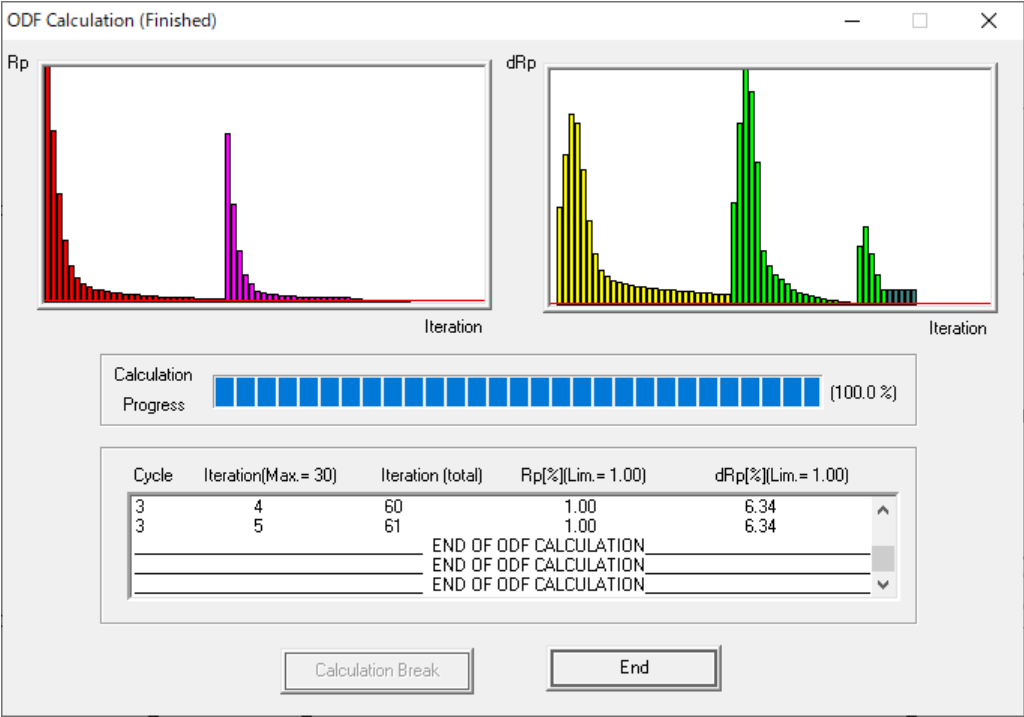 ODF Calculation (Finished)
Rp
dRp
Iteration
Iteration
Calculation
Progress
(100.0 %)
Cycle Iteration(Max.= 30) Iteration (total) Rp[%](Lim.= 1.00) dRp[%](Lim.= 1.00)
3 4 60 1.00 6.34
3 5 61 1.00 6.34
END OF ODF CALCULATION
END OF ODF CALCULATION
END OF ODF CALCULATION
Calculation Break
End